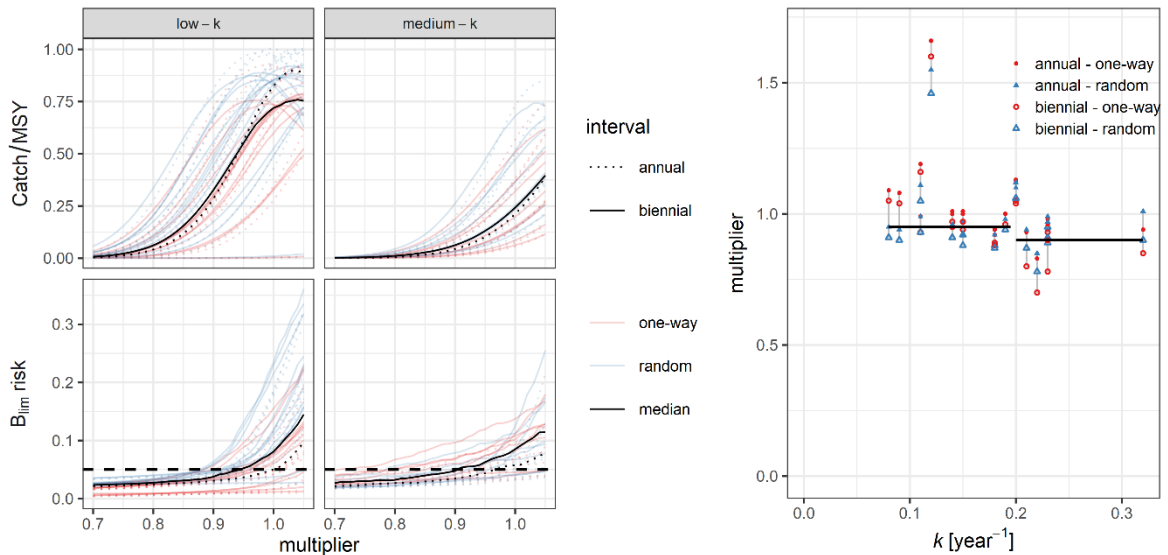 low – k
medium – k
Catch/MSY
1.00
0.75
0.50
0.25
0.00
B_lim risk
0.3
0.2
0.1
0.0
0.7
0.8
0.9
1.0
0.7
0.8
0.9
1.0
multiplier
interval
annual
biennial
one-way
random
median
multiplier
1.5
1.0
0.5
0.0
annual - one-way
annual - random
biennial - one-way
biennial - random
0.0
0.1
0.2
0.3
k [year⁻¹]